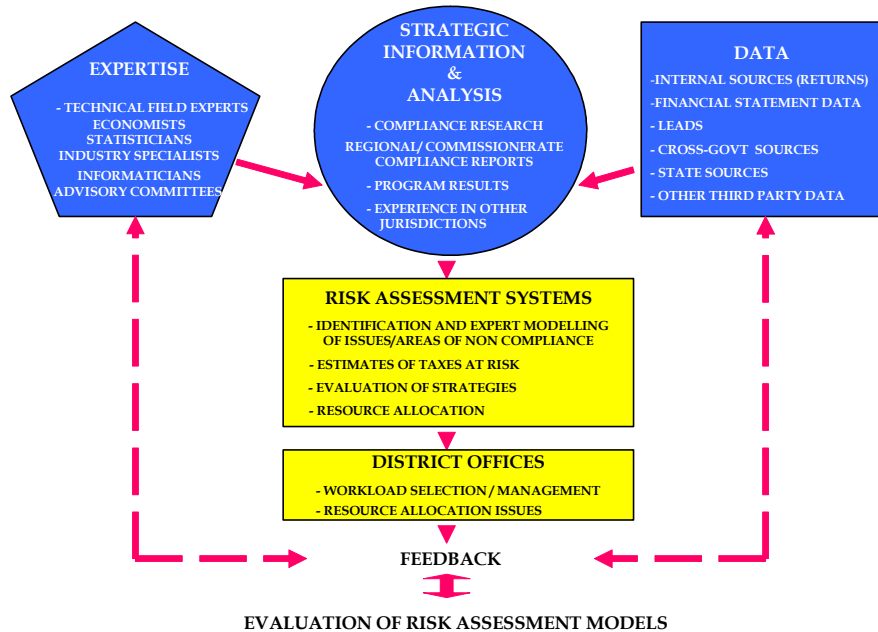 EXPERTISE
- TECHNICAL FIELD EXPERTS
ECONOMISTS
STATISTICIANS
INDUSTRY SPECIALISTS
INFORMATICIANS
ADVISORY COMMITTEES
STRATEGIC
INFORMATION
&
ANALYSIS
- COMPLIANCE RESEARCH
REGIONAL/ COMMISSIONERATE
COMPLIANCE REPORTS
- PROGRAM RESULTS
- EXPERIENCE IN OTHER
JURISDICTIONS
DATA
-INTERNAL SOURCES (RETURNS)
-FINANCIAL STATEMENT DATA
- LEADS
- CROSS-GOVT SOURCES
- STATE SOURCES
- OTHER THIRD PARTY DATA
RISK ASSESSMENT SYSTEMS
- IDENTIFICATION AND EXPERT MODELLING
OF ISSUES/AREAS OF NON COMPLIANCE
- ESTIMATES OF TAXES AT RISK
- EVALUATION OF STRATEGIES
- RESOURCE ALLOCATION
DISTRICT OFFICES
- WORKLOAD SELECTION / MANAGEMENT
- RESOURCE ALLOCATION ISSUES
FEEDBACK
EVALUATION OF RISK ASSESSMENT MODELS